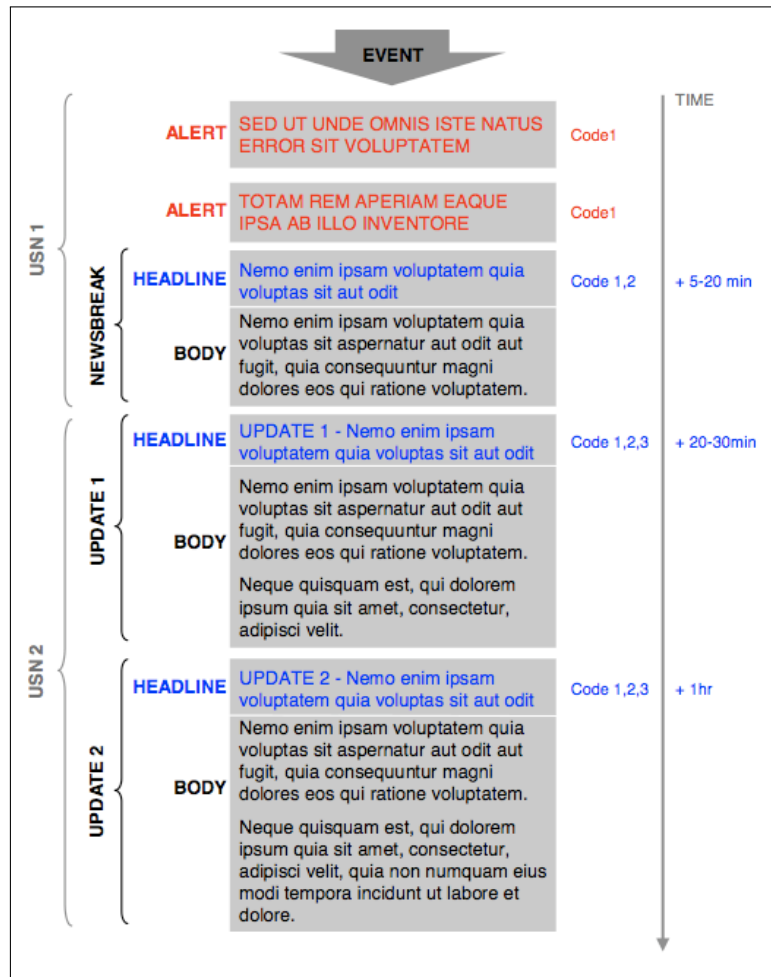 EVENT
TIME
USN 1
ALERT
SED UT UNDE OMNIS ISTE NATUS
ERROR SIT VOLUPTATEM
Code1
ALERT
TOTAM REM APERIAM EAQUE
IPSA AB ILLO INVENTORE
Code1
NEWSBREAK
HEADLINE
Nemo enim ipsam voluptatem quia
voluptas sit aut odit
Code 1,2
+ 5-20 min
BODY
Nemo enim ipsam voluptatem quia
voluptas sit aspernatur aut odit aut
fugit, quia consequuntur magni
dolores eos qui ratione voluptatem.
USN 2
UPDATE 1
HEADLINE
UPDATE 1 - Nemo enim ipsam
voluptatem quia voluptas sit aut odit
Code 1,2,3
+ 20-30min
BODY
Nemo enim ipsam voluptatem quia
voluptas sit aspernatur aut odit aut
fugit, quia consequuntur magni
dolores eos qui ratione voluptatem.
Neque quisquam est, qui dolorem
ipsum quia sit amet, consectetur,
adipisci velit.
UPDATE 2
HEADLINE
UPDATE 2 - Nemo enim ipsam
voluptatem quia voluptas sit aut odit
Code 1,2,3
+ 1hr
BODY
Nemo enim ipsam voluptatem quia
voluptas sit aspernatur aut odit aut
fugit, quia consequuntur magni
dolores eos qui ratione voluptatem.
Neque quisquam est, qui dolorem
ipsum quia sit amet, consectetur,
adipisci velit, quia non numquam eius
modi tempora incidunt ut labore et
dolore.